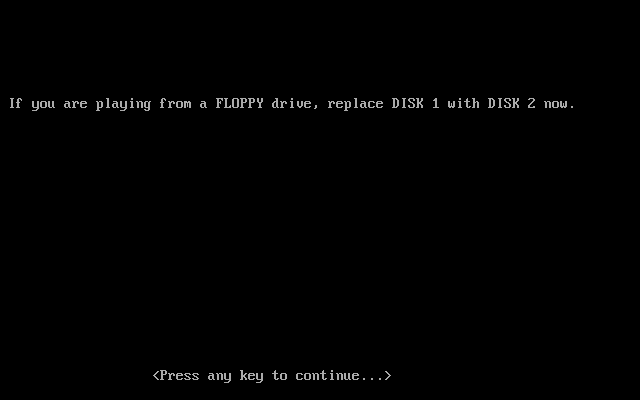 If you are playing from a FLOPPY drive, replace DISK 1 with DISK 2 now.
<Press any key to continue...>